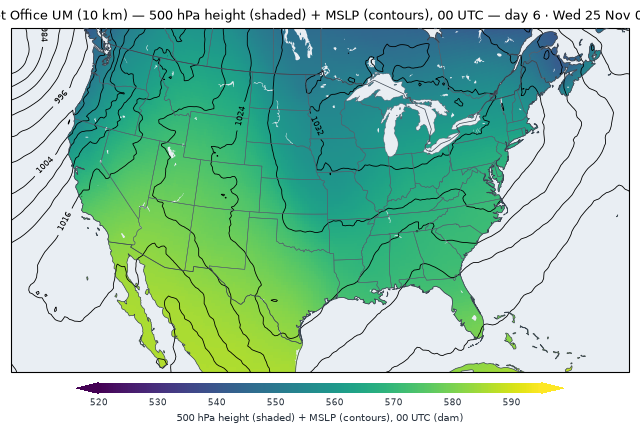 t Office UM (10 km) — 500 hPa height (shaded) + MSLP (contours), 00 UTC — day 6 · Wed 25 Nov
984
996
1004
1016
1024
1032
520 530 540 550 560 570 580 590
500 hPa height (shaded) + MSLP (contours), 00 UTC (dam)